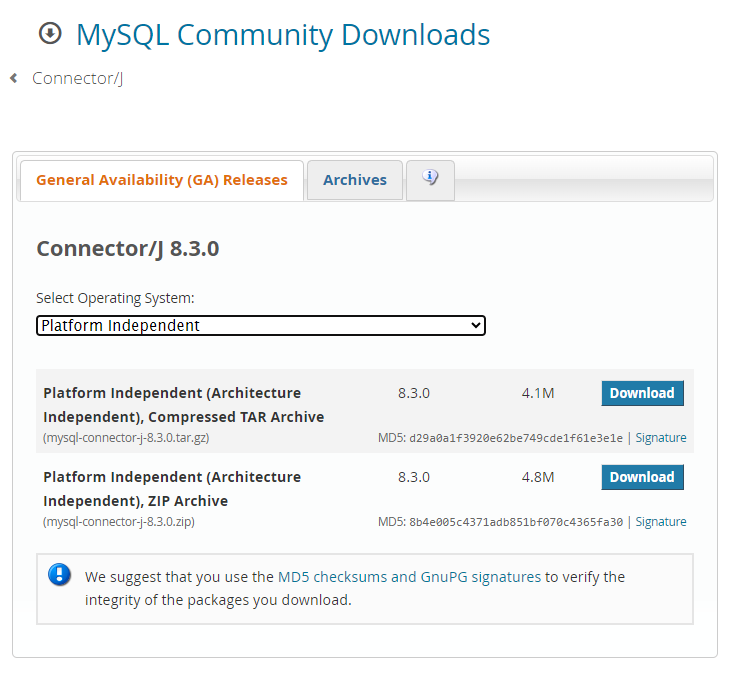 MySQL Community Downloads
Connector/J
General Availability (GA) Releases
Archives
Connector/J 8.3.0
Select Operating System:
Platform Independent
Platform Independent (Architecture 8.3.0 4.1M Download
Independent), Compressed TAR Archive
(mysql-connector-j-8.3.0.tar.gz) MD5: d29a0a1f3920e62be749cde1f61e3e1e | Signature
Platform Independent (Architecture 8.3.0 4.8M Download
Independent), ZIP Archive
(mysql-connector-j-8.3.0.zip) MD5: 8b4e005c4371adb851bf070c4365fa30 | Signature
We suggest that you use the MD5 checksums and GnuPG signatures to verify the
integrity of the packages you download.